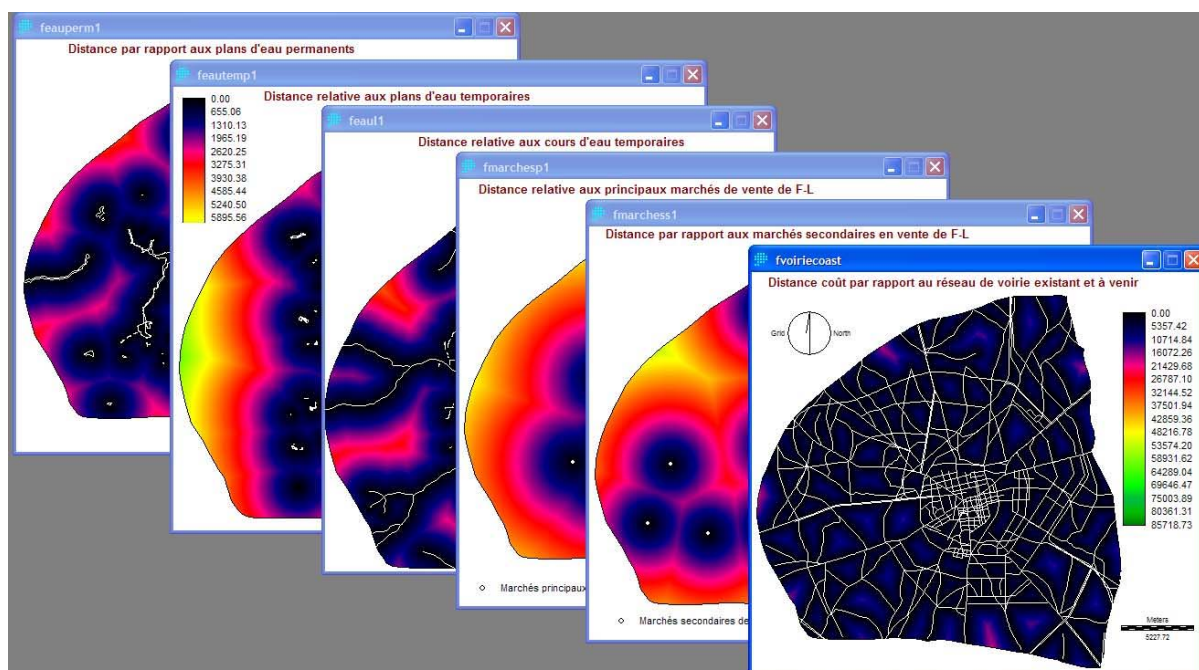 feauperm1
Distance par rapport aux plans d'eau permanents
feautemp1
Distance relative aux plans d'eau temporaires
0.00
655.06
1310.13
1965.19
2620.25
3275.31
3930.38
4585.44
5240.50
5895.56
feaul1
Distance relative aux cours d'eau temporaires
fmarchesp1
Distance relative aux principaux marchés de vente de F-L
Marchés principaux
fmarchess1
Distance par rapport aux marchés secondaires en vente de F-L
Marchés secondaires de
fvoiriecoast
Distance coût par rapport au réseau de voirie existant et à venir
Grid North
0.00
5357.42
10714.84
16072.26
21429.68
26787.10
32144.52
37501.94
42859.36
48216.78
53574.20
58931.62
64289.04
69646.47
75003.89
80361.31
85718.73
Meters
5227.72